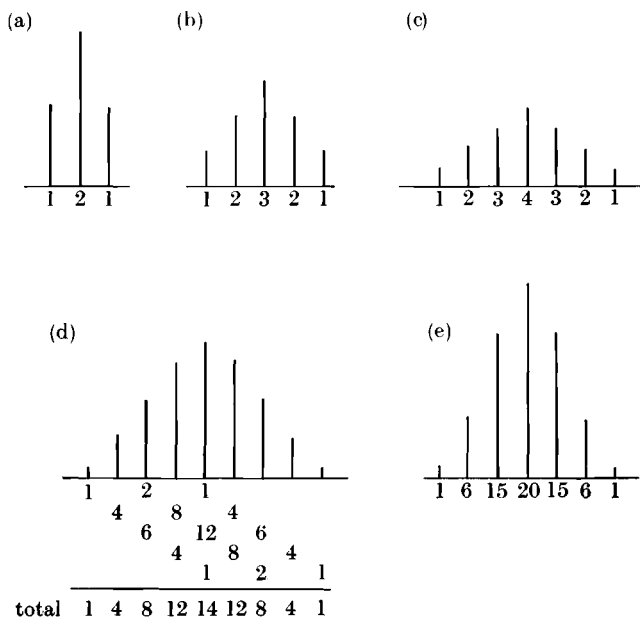 (a) (b) (c)
1 2 1 1 2 3 2 1 1 2 3 4 3 2 1
(d) (e)
1 2 1 1 6 15 20 15 6 1
4 8 4
6 12 6
4 8 4
1 2 1
total 1 4 8 12 14 12 8 4 1